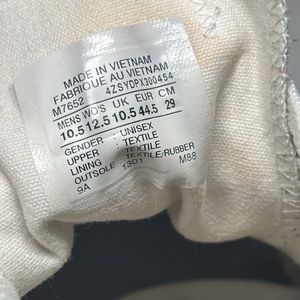 MADE IN VIETNAM
FABRIQUE AU VIETNAM
M7652 4ZSYDPX300454
MENS WO'S UK EUR CM
10.5 12.5 10.5 44.5 29
GENDER : UNISEX
UPPER : TEXTILE
LINING : TEXTILE
OUTSOLE : TEXTILE/RUBBER
9A 1301 M88